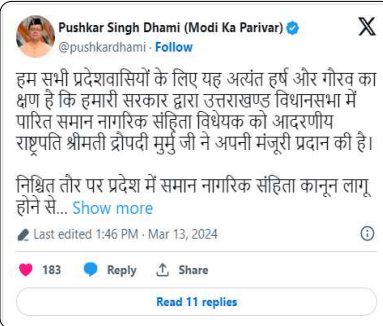 Pushkar Singh Dhami (Modi Ka Parivar)
@pushkardhami · Follow
हम सभी प्रदेशवासियों के लिए यह अत्यंत हर्ष और गौरव का
क्षण है कि हमारी सरकार द्वारा उत्तराखण्ड विधानसभा में
पारित समान नागरिक संहिता विधेयक को आदरणीय
राष्ट्रपति श्रीमती द्रौपदी मुर्मु जी ने अपनी मंजूरी प्रदान की है।
निश्चित तौर पर प्रदेश में समान नागरिक संहिता कानून लागू
होने से... Show more
Last edited 1:46 PM · Mar 13, 2024
183 Reply Share
Read 11 replies